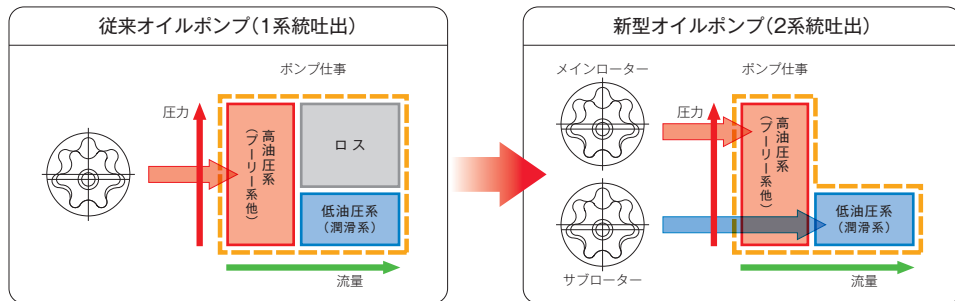 従来オイルポンプ(1系統吐出)
ポンプ仕事
圧力
高油圧系
(プーリー系他)
ロス
低油圧系
(潤滑系)
流量
新型オイルポンプ(2系統吐出)
メインローター
ポンプ仕事
圧力
高油圧系
(プーリー系他)
低油圧系
(潤滑系)
サブローター
流量